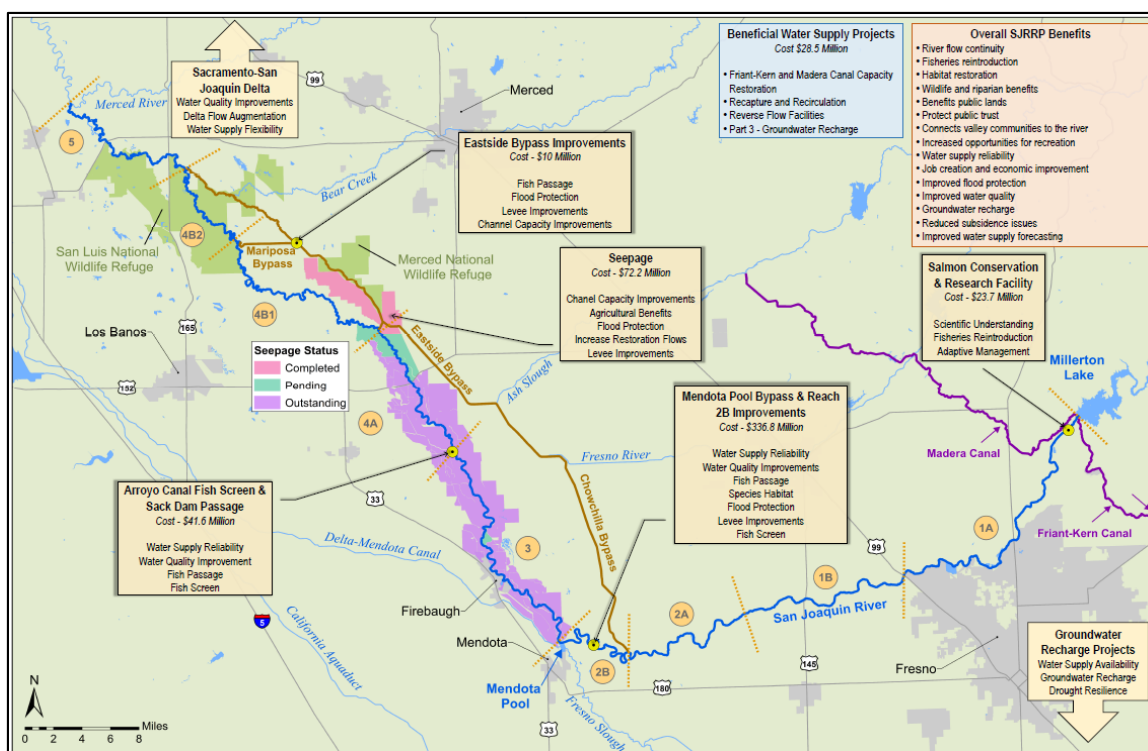 Sacramento-San
Joaquin Delta
Water Quality Improvements
Delta Flow Augmentation
Water Supply Flexibility
Beneficial Water Supply Projects
Cost $28.5 Million
• Friant-Kern and Madera Canal Capacity
Restoration
• Recapture and Recirculation
• Reverse Flow Facilities
• Part 3 - Groundwater Recharge
Overall SJRRP Benefits
• River flow continuity
• Fisheries reintroduction
• Habitat restoration
• Wildlife and riparian benefits
• Benefits public lands
• Protect public trust
• Connects valley communities to the river
• Increased opportunities for recreation
• Water supply reliability
• Job creation and economic improvement
• Improved flood protection
• Improved water quality
• Groundwater recharge
• Reduced subsidence issues
• Improved water supply forecasting
99
Merced River
Merced
5
Eastside Bypass Improvements
Cost - $10 Million
Fish Passage
Flood Protection
Levee Improvements
Channel Capacity Improvements
Bear Creek
San Luis National
Wildlife Refuge
4B2
Mariposa
Bypass
Merced National
Wildlife Refuge
Seepage
Cost - $72.2 Million
Chanel Capacity Improvements
Agricultural Benefits
Flood Protection
Increase Restoration Flows
Levee Improvements
Salmon Conservation
& Research Facility
Cost - $23.7 Million
Scientific Understanding
Fisheries Reintroduction
Adaptive Management
165
4B1
Los Banos
Seepage Status
Completed
Pending
Outstanding
152
Eastside Bypass
Ash Slough
Millerton
Lake
4A
Mendota Pool Bypass & Reach
2B Improvements
Cost - $336.8 Million
Water Supply Reliability
Water Quality Improvements
Fish Passage
Species Habitat
Flood Protection
Levee Improvements
Fish Screen
Madera Canal
Fresno River
Arroyo Canal Fish Screen &
Sack Dam Passage
Cost - $41.6 Million
Water Supply Reliability
Water Quality Improvement
Fish Passage
Fish Screen
33
Chowchilla Bypass
Friant-Kern Canal
1A
Delta-Mendota Canal
3
99
1B
Firebaugh
San Joaquin River
2A
5
California Aquaduct
Mendota
2B
Mendota
Pool
Fresno Slough
180
145
Fresno
33
Groundwater
Recharge Projects
Water Supply Availability
Groundwater Recharge
Drought Resilience
N
Miles
0 2 4 8